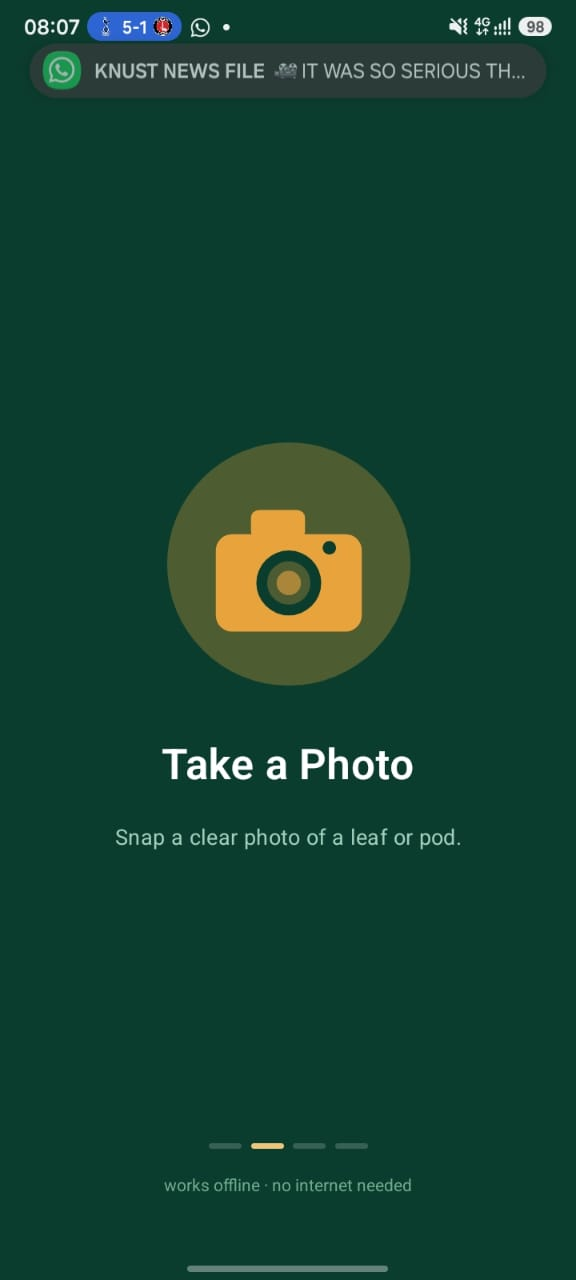 08:07 5-1 4G 98
KNUST NEWS FILE 🎥IT WAS SO SERIOUS TH...
Take a Photo
Snap a clear photo of a leaf or pod.
works offline · no internet needed